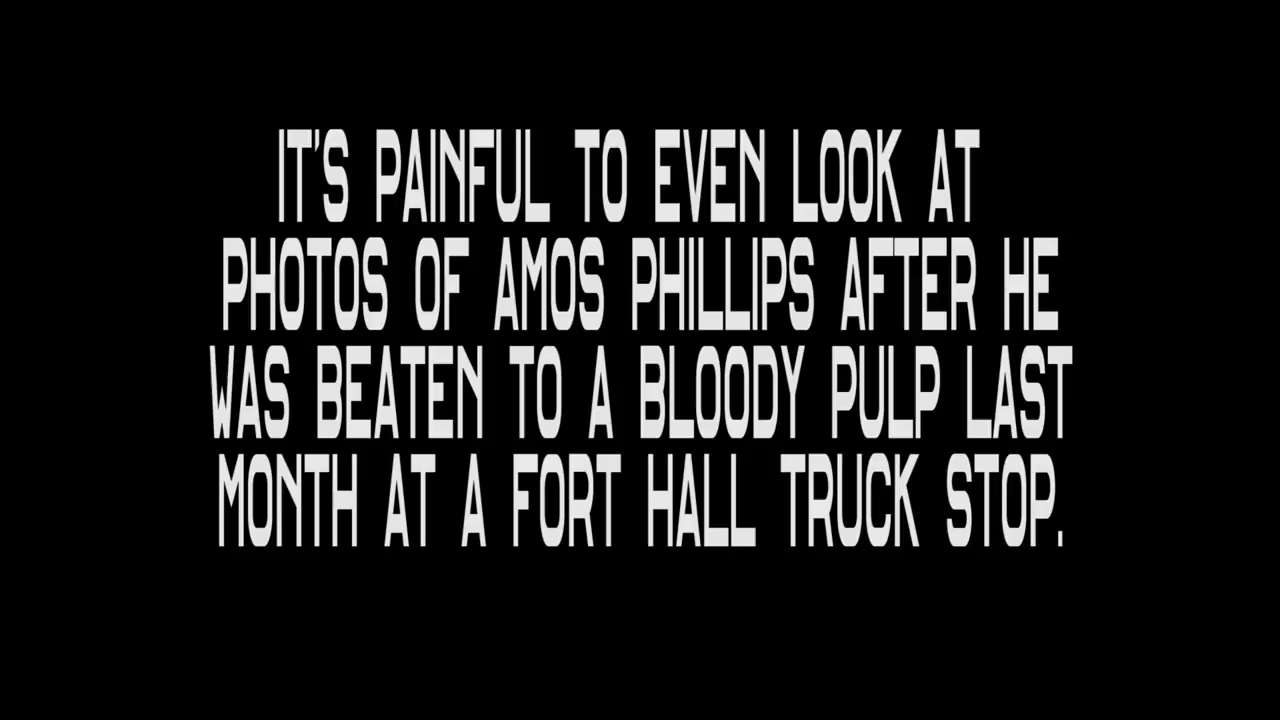 IT'S PAINFUL TO EVEN LOOK AT
PHOTOS OF AMOS PHILLIPS AFTER HE
WAS BEATEN TO A BLOODY PULP LAST
MONTH AT A FORT HALL TRUCK STOP.